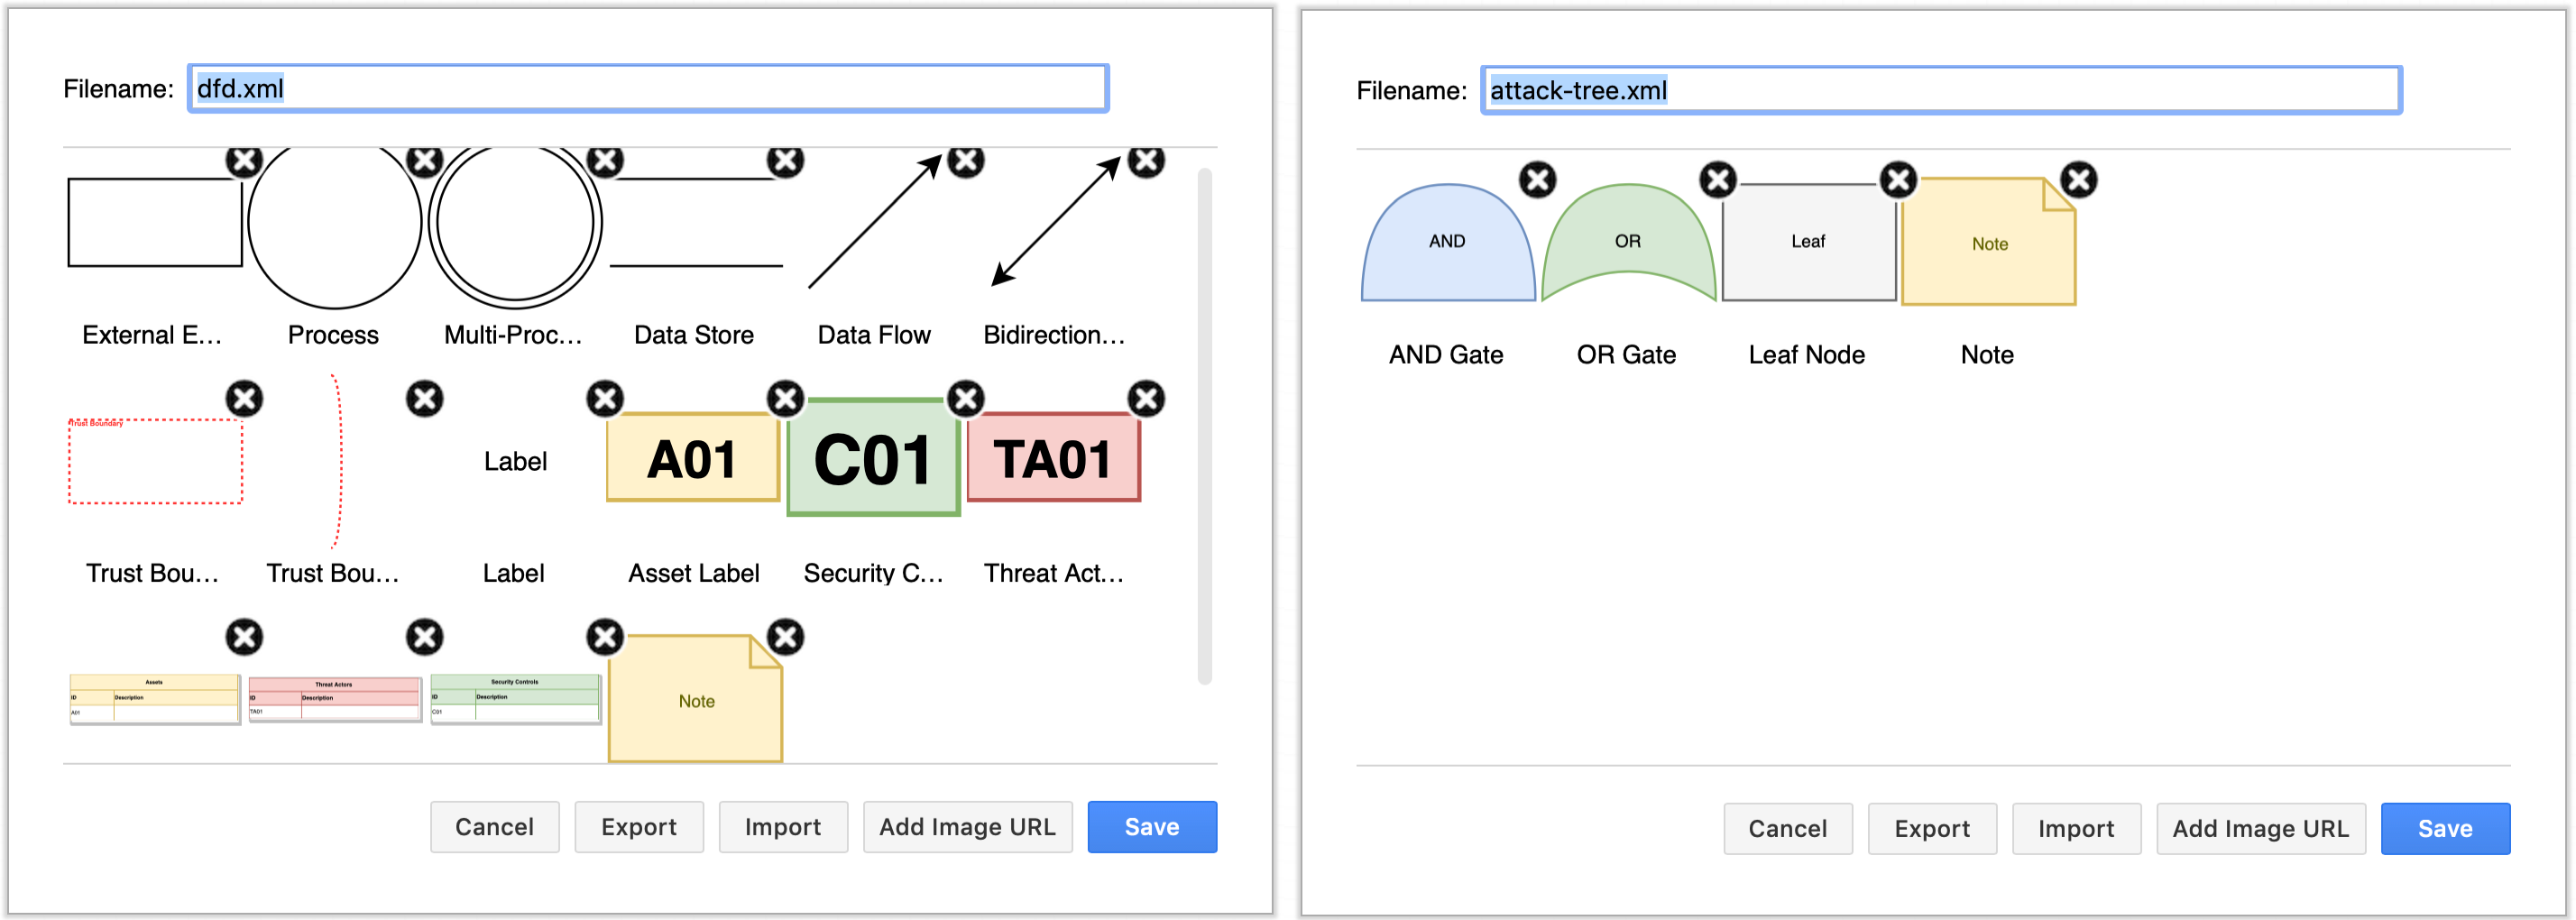 Filename: dfd.xml
External E... Process Multi-Proc... Data Store Data Flow Bidirection...
Trust Boundary
Label A01 C01 TA01
Trust Bou... Trust Bou... Label Asset Label Security C... Threat Act...
Assets
ID Description
A01
Threat Actors
ID Description
TA01
Security Controls
ID Description
C01
Note
Cancel Export Import Add Image URL Save
Filename: attack-tree.xml
AND OR Leaf Note
AND Gate OR Gate Leaf Node Note
Cancel Export Import Add Image URL Save